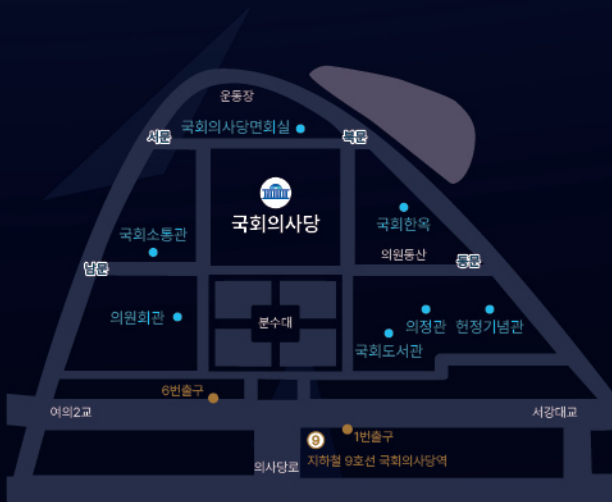 운동장
국회의사당면회실
서문
북문
국회의사당
국회한옥
국회소통관
의원동산
남문
동문
의원회관
분수대
의정관
헌정기념관
국회도서관
6번출구
여의2교
서강대교
9
1번출구
지하철 9호선 국회의사당역
의사당로